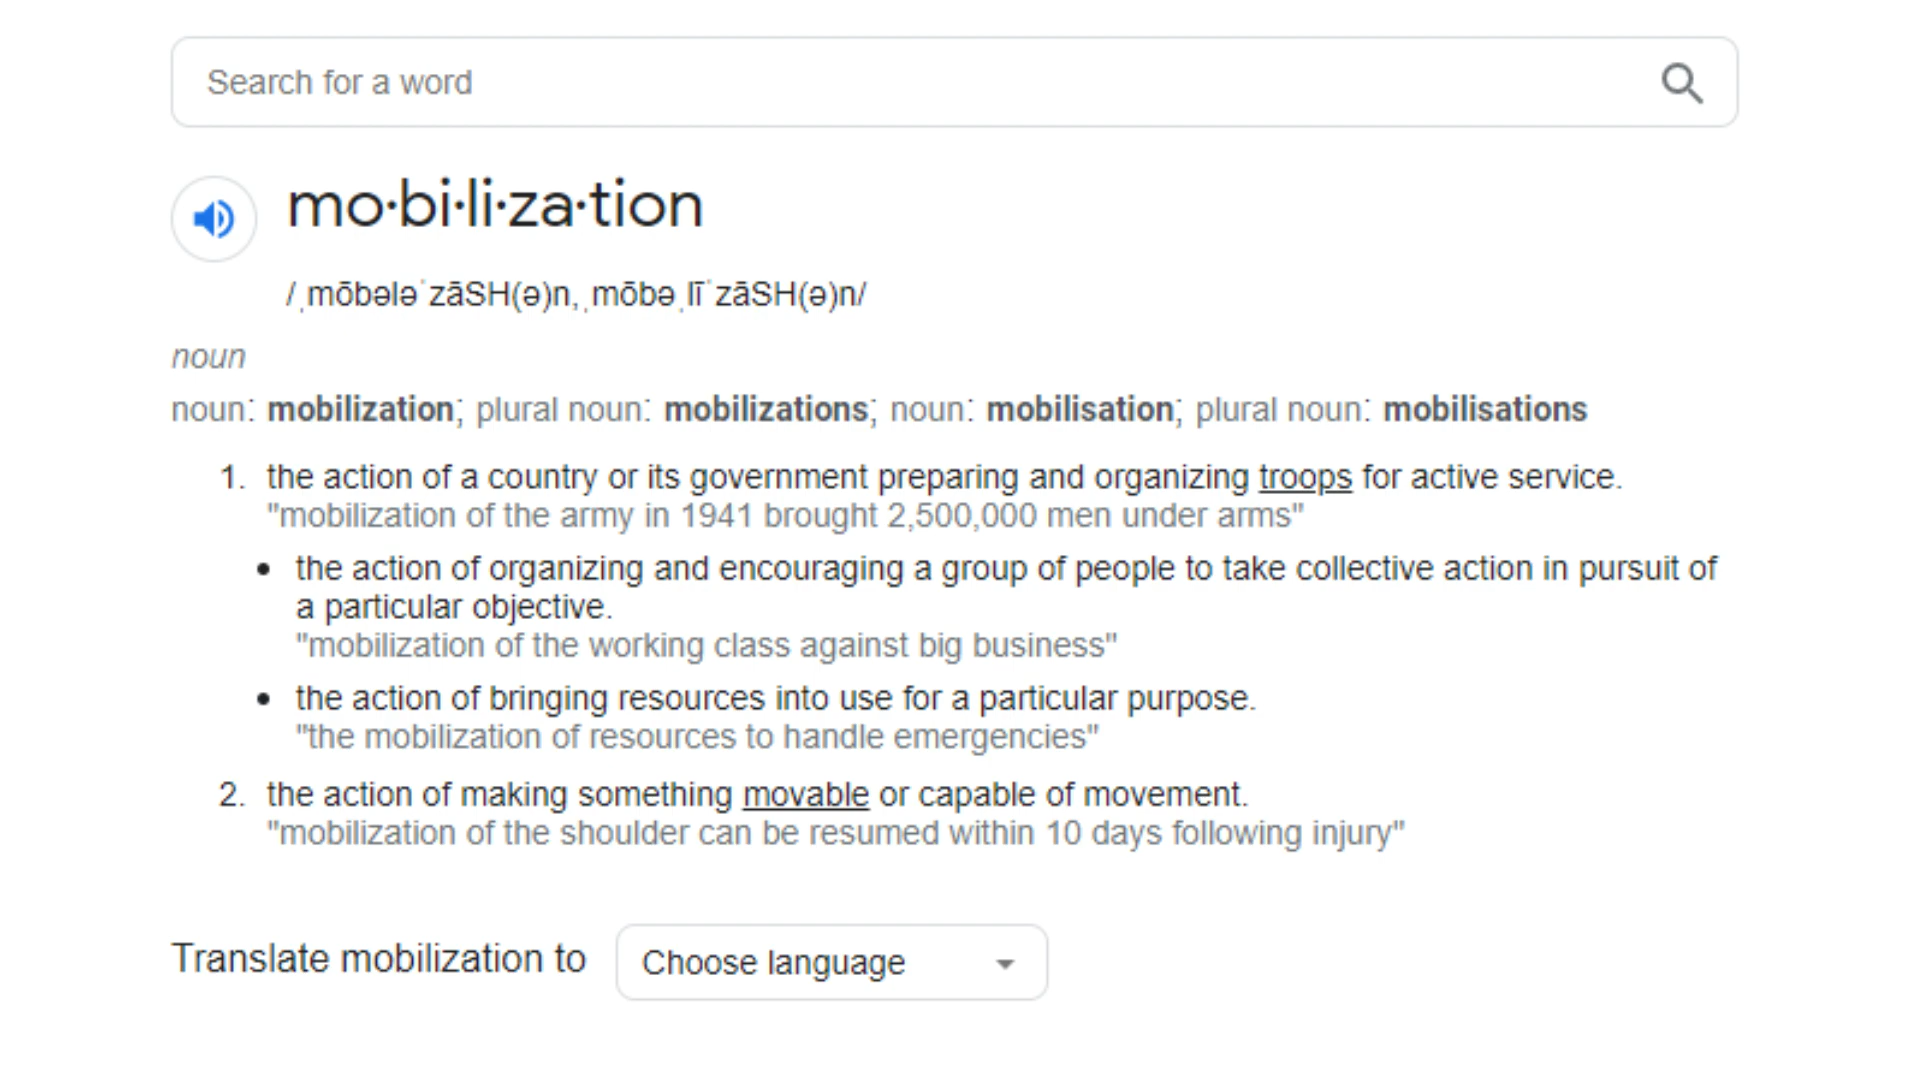 Search for a word
mo·bi·li·za·tion
/ˌmōbələˈzāSH(ə)n,ˌmōbəˌlīˈzāSH(ə)n/
noun
noun: mobilization; plural noun: mobilizations; noun: mobilisation; plural noun: mobilisations
1. the action of a country or its government preparing and organizing troops for active service.
"mobilization of the army in 1941 brought 2,500,000 men under arms"
• the action of organizing and encouraging a group of people to take collective action in pursuit of
a particular objective.
"mobilization of the working class against big business"
• the action of bringing resources into use for a particular purpose.
"the mobilization of resources to handle emergencies"
2. the action of making something movable or capable of movement.
"mobilization of the shoulder can be resumed within 10 days following injury"
Translate mobilization to Choose language